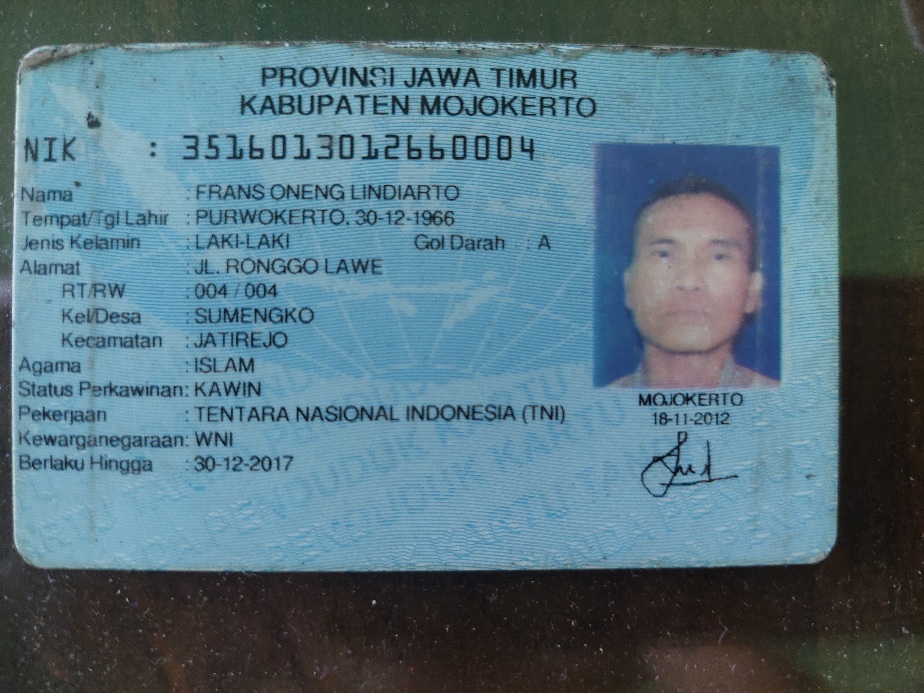 PROVINSI JAWA TIMUR
KABUPATEN MOJOKERTO
NIK : 3516013012660004
Nama : FRANS ONENG LINDIARTO
Tempat/Tgl Lahir : PURWOKERTO, 30-12-1966
Jenis Kelamin : LAKI-LAKI Gol Darah : A
Alamat : JL. RONGGO LAWE
RT/RW : 004 / 004
Kel/Desa : SUMENGKO
Kecamatan : JATIREJO
Agama : ISLAM
Status Perkawinan: KAWIN
Pekerjaan : TENTARA NASIONAL INDONESIA (TNI)
Kewarganegaraan: WNI
Berlaku Hingga : 30-12-2017
MOJOKERTO
18-11-2012